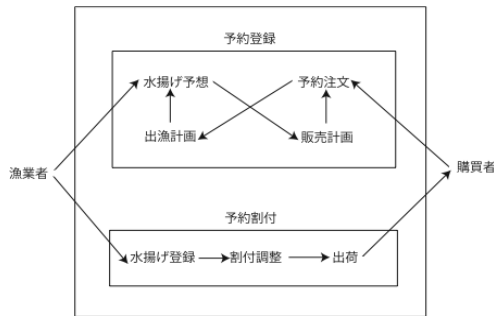 予約登録
水揚げ予想
予約注文
出漁計画
販売計画
漁業者
購買者
予約割付
水揚げ登録
割付調整
出荷